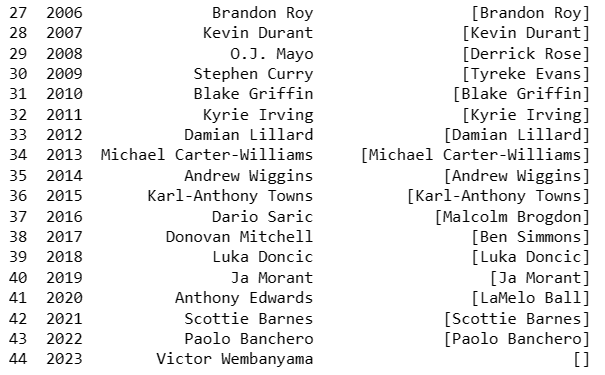 27 2006 Brandon Roy [Brandon Roy]
28 2007 Kevin Durant [Kevin Durant]
29 2008 O.J. Mayo [Derrick Rose]
30 2009 Stephen Curry [Tyreke Evans]
31 2010 Blake Griffin [Blake Griffin]
32 2011 Kyrie Irving [Kyrie Irving]
33 2012 Damian Lillard [Damian Lillard]
34 2013 Michael Carter-Williams [Michael Carter-Williams]
35 2014 Andrew Wiggins [Andrew Wiggins]
36 2015 Karl-Anthony Towns [Karl-Anthony Towns]
37 2016 Dario Saric [Malcolm Brogdon]
38 2017 Donovan Mitchell [Ben Simmons]
39 2018 Luka Doncic [Luka Doncic]
40 2019 Ja Morant [Ja Morant]
41 2020 Anthony Edwards [LaMelo Ball]
42 2021 Scottie Barnes [Scottie Barnes]
43 2022 Paolo Banchero [Paolo Banchero]
44 2023 Victor Wembanyama []